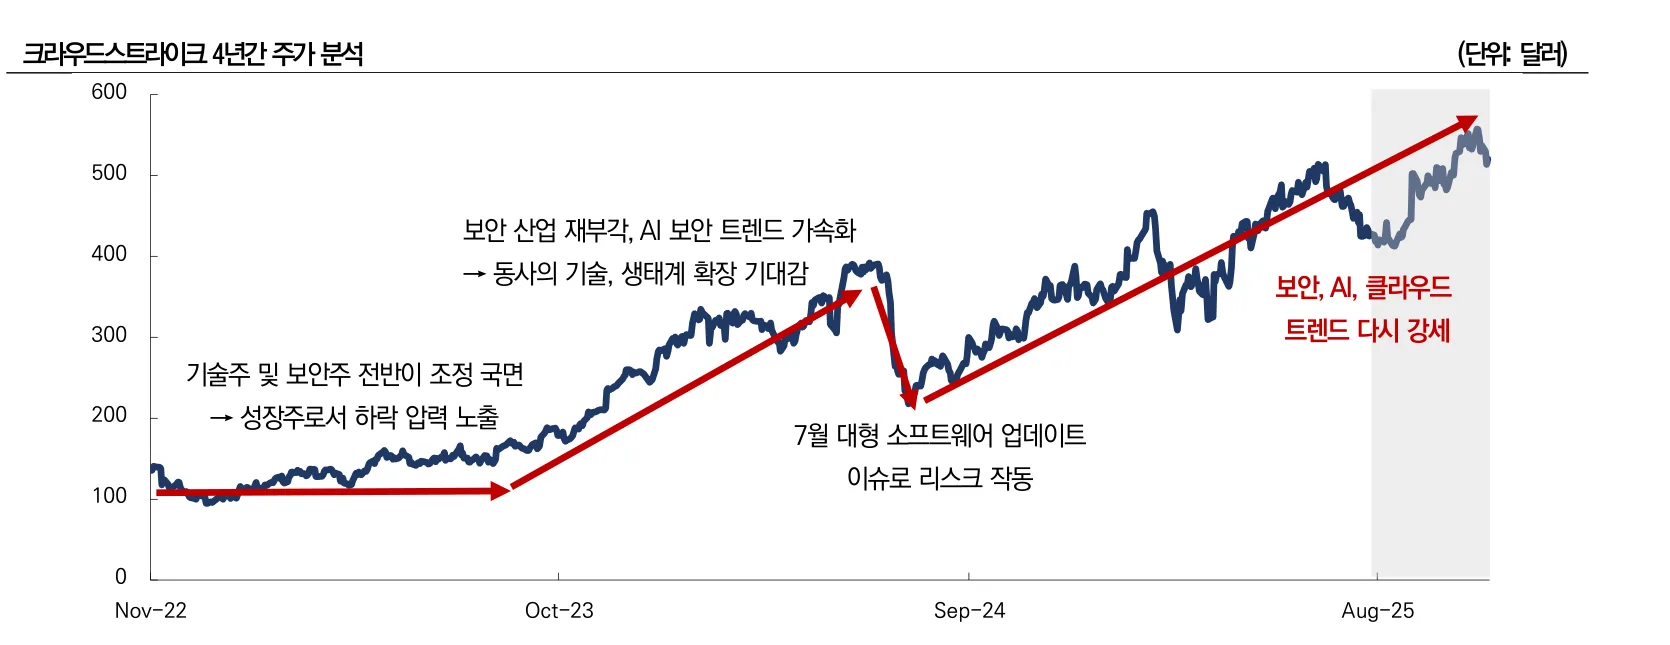 크라우드스트라이크 4년간 주가 분석
(단위: 달러)
600
500
400
300
200
100
0
보안 산업 재부각, AI 보안 트렌드 가속화
→ 동사의 기술, 생태계 확장 기대감
보안, AI, 클라우드
트렌드 다시 강세
기술주 및 보안주 전반이 조정 국면
→ 성장주로서 하락 압력 노출
7월 대형 소프트웨어 업데이트
이슈로 리스크 작동
Nov-22
Oct-23
Sep-24
Aug-25